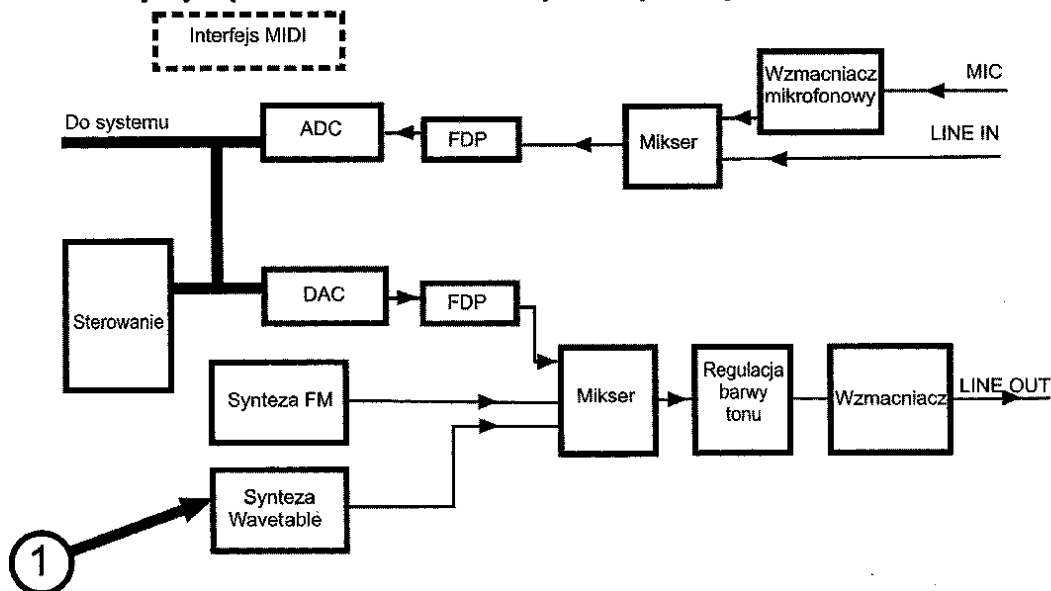 Interfejs MIDI
Wzmacniacz
mikrofonowy
MIC
Do systemu
ADC
FDP
Mikser
LINE IN
Sterowanie
DAC
FDP
Synteza FM
Mikser
Regulacja
barwy
tonu
Wzmacniacz
LINE OUT
Synteza
Wavetable
1